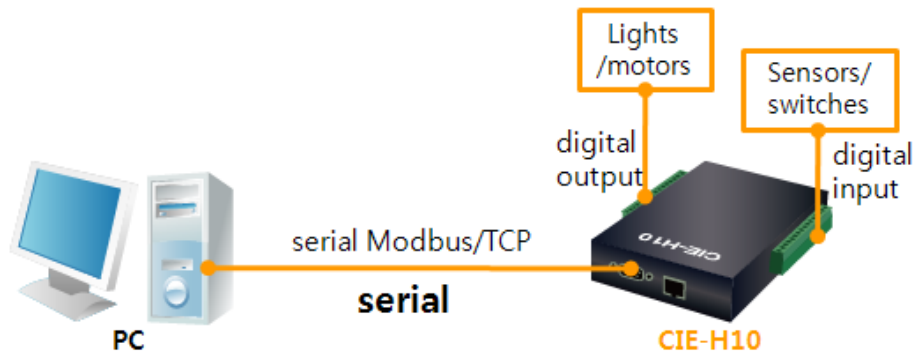 Lights
/motors
Sensors/
switches
digital
output
digital
input
serial Modbus/TCP
serial
CIE-H10
PC
CIE-H10